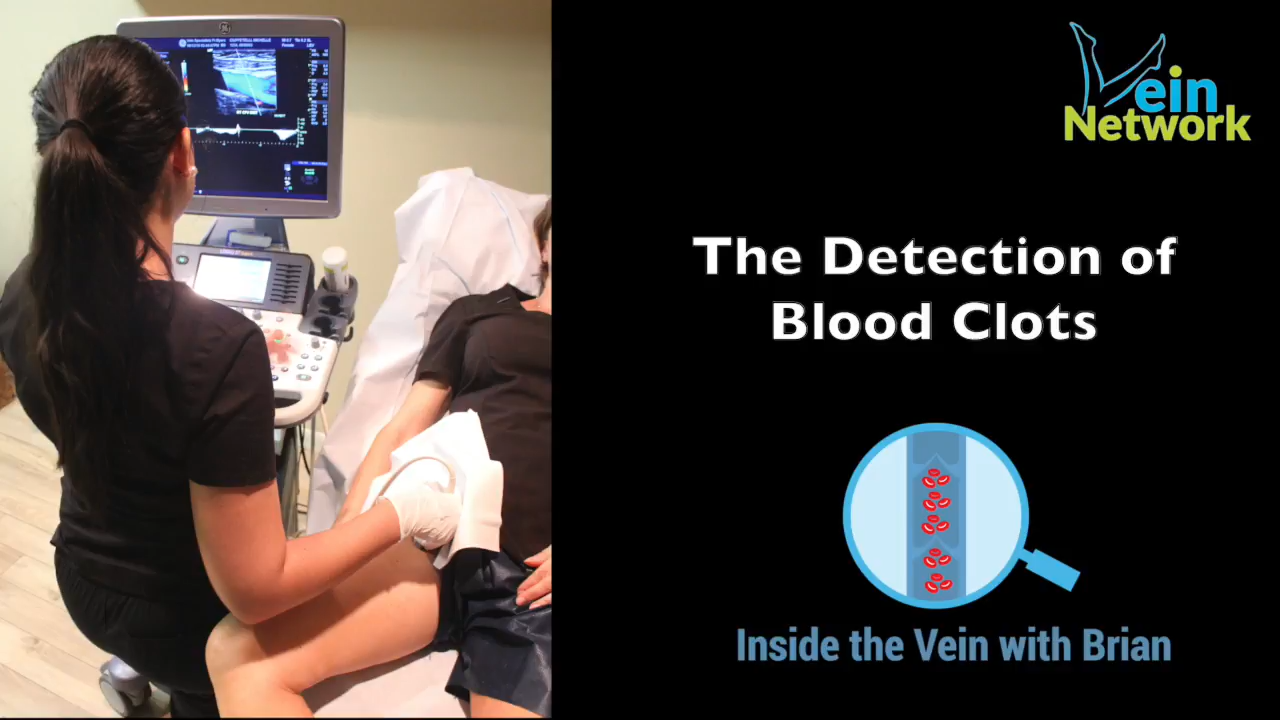 Vein
Network
The Detection of
Blood Clots
Inside the Vein with Brian